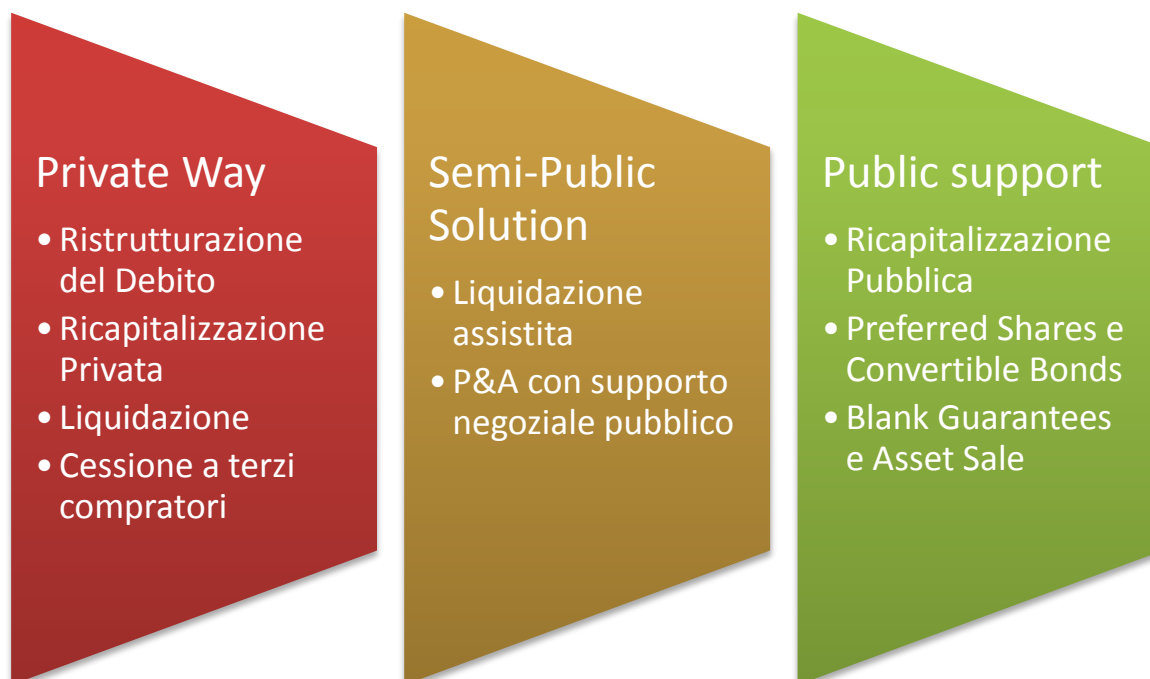 Private Way
• Ristrutturazione
del Debito
• Ricapitalizzazione
Privata
• Liquidazione
• Cessione a terzi
compratori
Semi-Public
Solution
• Liquidazione
assistita
• P&A con supporto
negoziale pubblico
Public support
• Ricapitalizzazione
Pubblica
• Preferred Shares e
Convertible Bonds
• Blank Guarantees
e Asset Sale